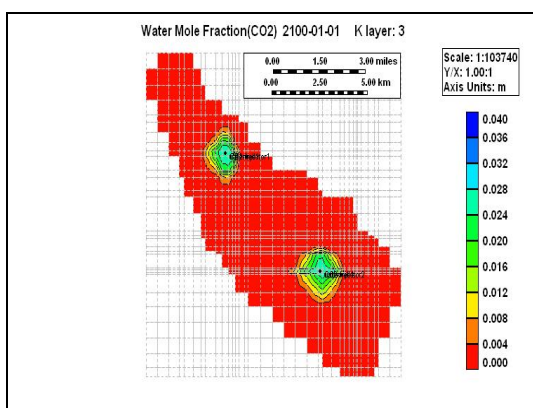 Water Mole Fraction(CO2) 2100-01-01 K layer: 3
0.00 1.50 3.00 miles
0.00 2.50 5.00 km
Scale: 1:103740
Y/X: 1.00:1
Axis Units: m
0.040
0.036
0.032
0.028
0.024
0.020
0.016
0.012
0.008
0.004
0.000